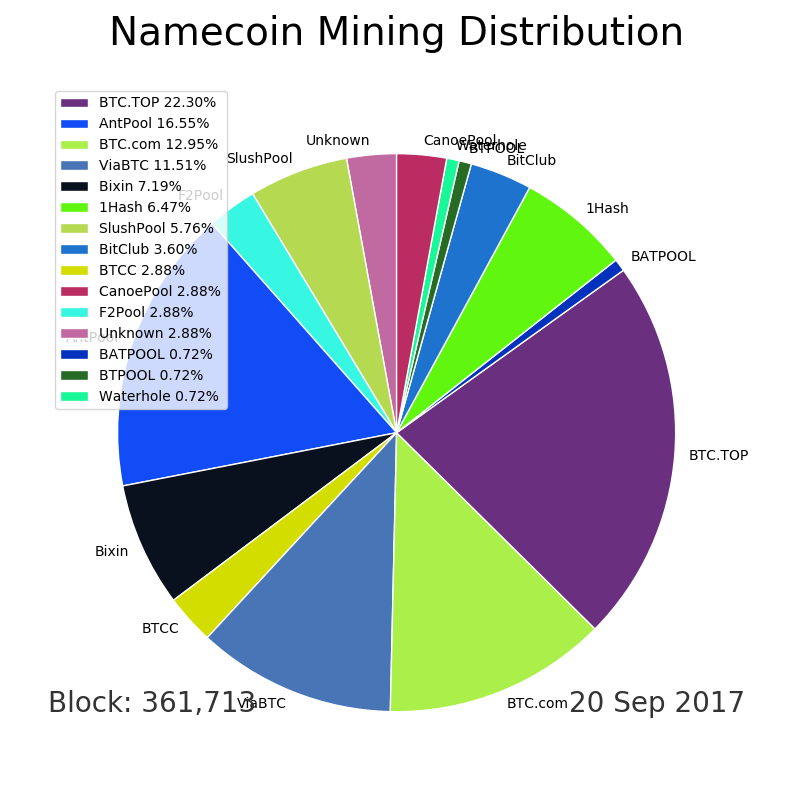 Namecoin Mining Distribution
BTC.TOP 22.30%
AntPool 16.55%
BTC.com 12.95%
ViaBTC 11.51%
Bixin 7.19%
1Hash 6.47%
SlushPool 5.76%
BitClub 3.60%
BTCC 2.88%
CanoePool 2.88%
F2Pool 2.88%
Unknown 2.88%
BATPOOL 0.72%
BTPOOL 0.72%
Waterhole 0.72%
Unknown
CanoePool
Waterhole
BTPOOL
BitClub
SlushPool
F2Pool
1Hash
BATPOOL
AntPool
BTC.TOP
Bixin
BTCC
ViaBTC
BTC.com
Block: 361,713
20 Sep 2017